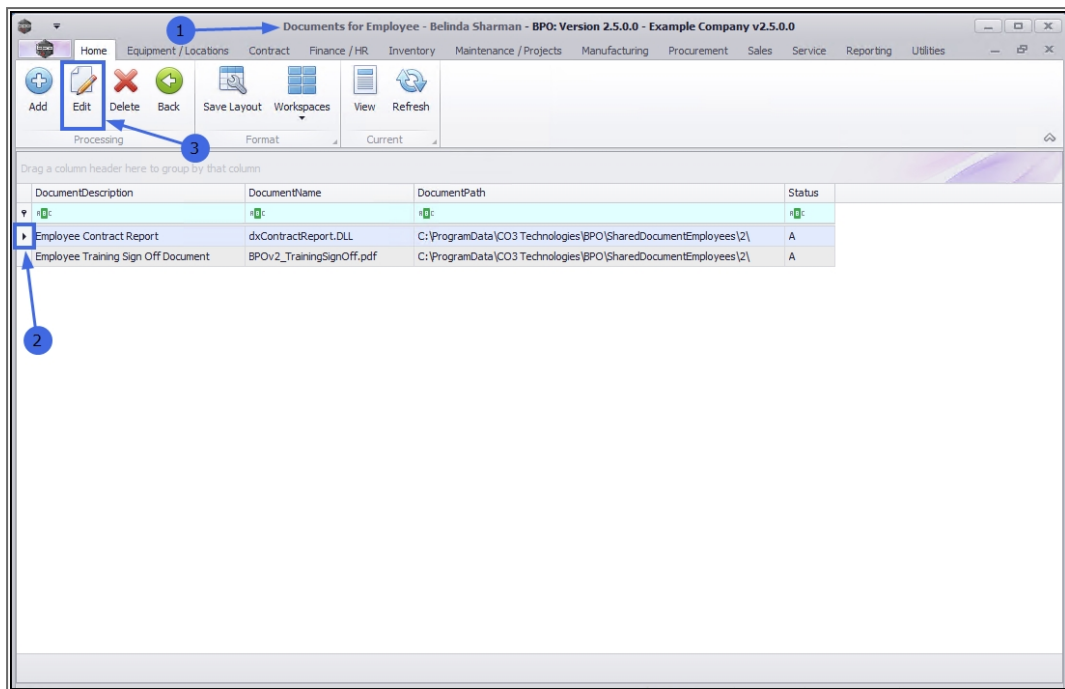 1
Documents for Employee - Belinda Sharman - BPO: Version 2.5.0.0 - Example Company v2.5.0.0
Home Equipment / Locations Contract Finance / HR Inventory Maintenance / Projects Manufacturing Procurement Sales Service Reporting Utilities
Add Edit Delete Back Save Layout Workspaces View Refresh
Processing Format Current
3
Drag a column header here to group by that column
DocumentDescription DocumentName DocumentPath Status
ABC ABC ABC ABC
Employee Contract Report dxContractReport.DLL C:\ProgramData\CO3 Technologies\BPO\SharedDocumentEmployees\2\ A
Employee Training Sign Off Document BPOv2_TrainingSignOff.pdf C:\ProgramData\CO3 Technologies\BPO\SharedDocumentEmployees\2\ A
2